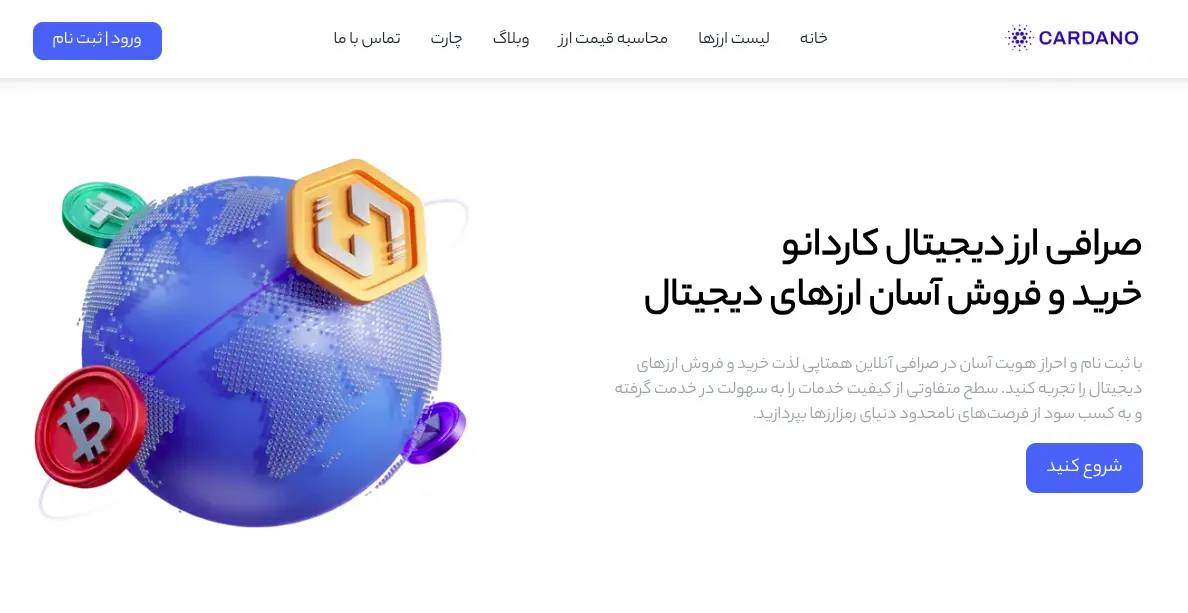 CARDANO
خانه
لیست ارزها
محاسبه قیمت ارز
وبلاگ
چارت
تماس با ما
ورود | ثبت نام
صرافی ارز دیجیتال کاردانو
خرید و فروش آسان ارزهای دیجیتال
با ثبت نام و احراز هویت آسان در صرافی آنلاین همتاپی لذت خرید و فروش ارزهای
دیجیتال را تجربه کنید. سطح متفاوتی از کیفیت خدمات را به سهولت در خدمت گرفته
و به کسب سود از فرصت‌های نامحدود دنیای رمزارزها بپردازید.
شروع کنید